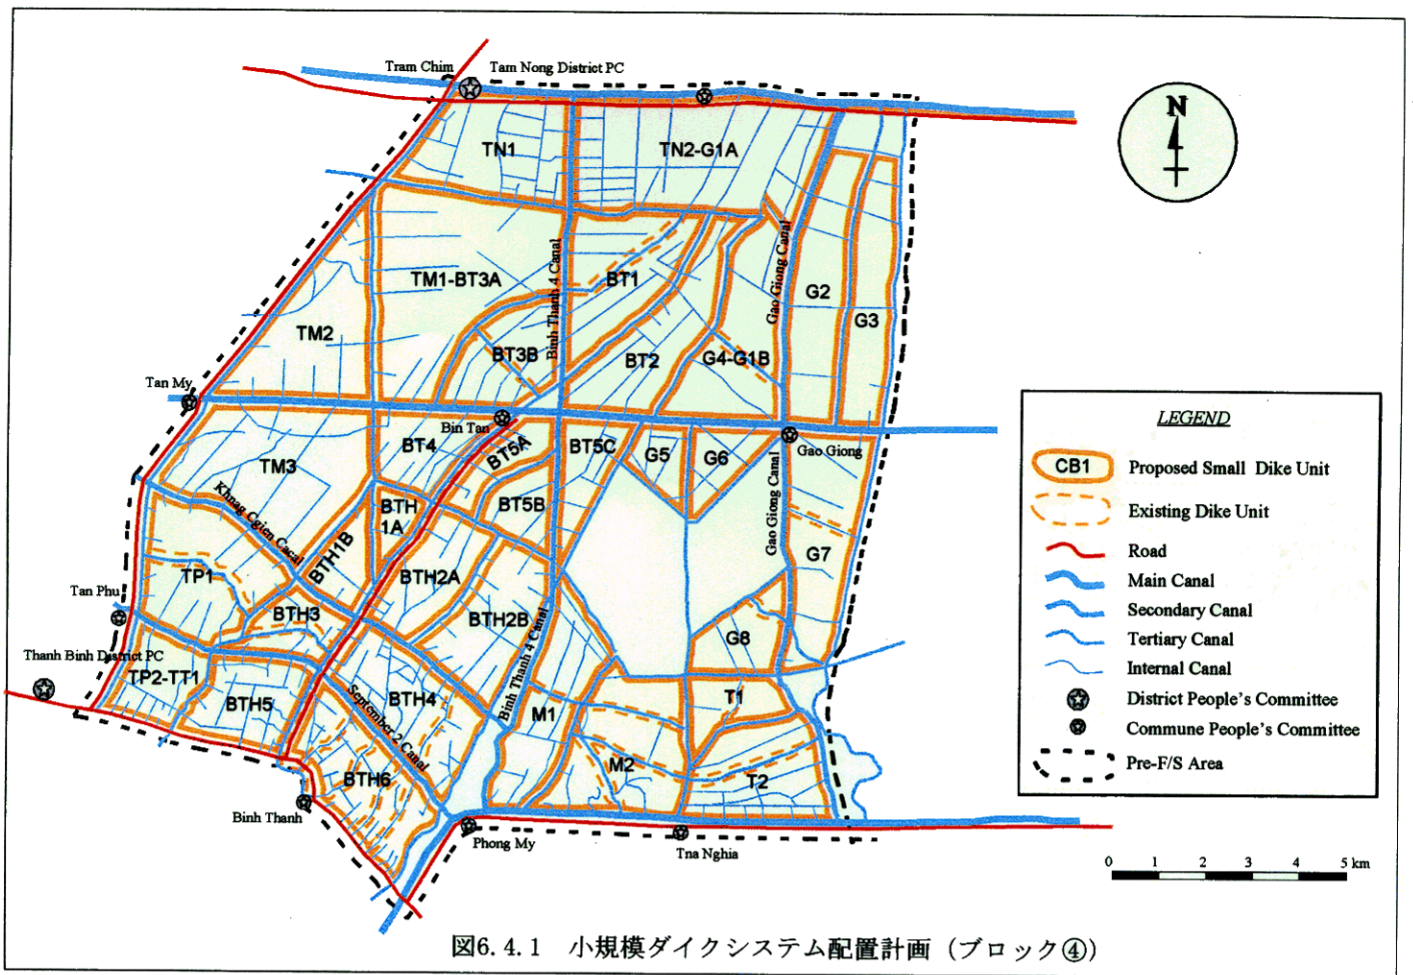 Tram Chim
Tam Nong District PC
N
TN1
TN2-G1A
TM1-BT3A
BT1
Binh Thanh 4 Canal
Gao Giong Canal
G2
G3
TM2
BT3B
BT2
G4-G1B
Tan My
Bin Tan
BT4
BT5A
BT5C
G5
G6
Gao Giong
TM3
Khnag Cgien Cacal
BTH
1A
BT5B
Gao Giong Canal
BTH1B
G7
TP1
BTH2A
Tan Phu
BTH3
BTH2B
Binh Thanh 4 Canal
G8
Thanh Binh District PC
TP2-TT1
BTH5
BTH4
September 2 Canal
M1
T1
BTH6
M2
T2
Binh Thanh
Phong My
Tna Nghia
LEGEND
CB1 Proposed Small Dike Unit
Existing Dike Unit
Road
Main Canal
Secondary Canal
Tertiary Canal
Internal Canal
District People's Committee
Commune People's Committee
Pre-F/S Area
0 1 2 3 4 5 km
図6.4.1 小規模ダイクシステム配置計画（ブロック④）